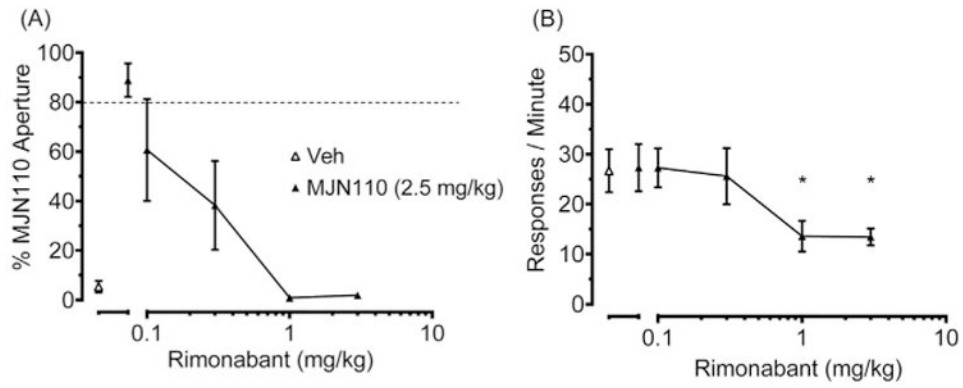 (A)
% MJN110 Aperture
100
80
60
40
20
0
Veh
MJN110 (2.5 mg/kg)
0.1
1
10
Rimonabant (mg/kg)
(B)
Responses / Minute
50
40
30
20
10
0
* *
0.1
1
10
Rimonabant (mg/kg)